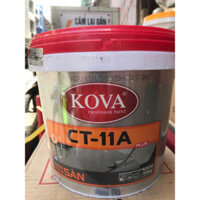 CẤM LẠI GẦN
KOVA
PROFESSOR PAINT
CT-11A
PLUS
SÀN